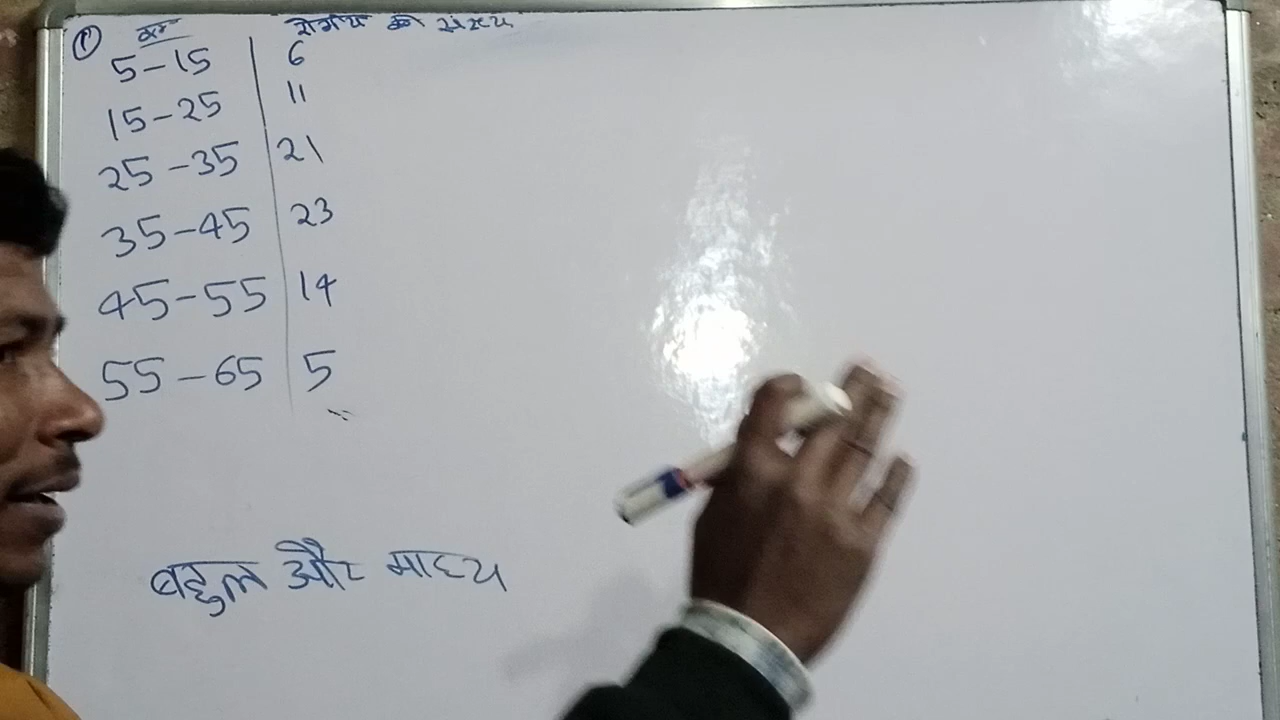 ① वर्ग रोगीयों की संख्या
5-15 | 6
15-25 | 11
25-35 | 21
35-45 | 23
45-55 | 14
55-65 | 5
बहुल और माध्य